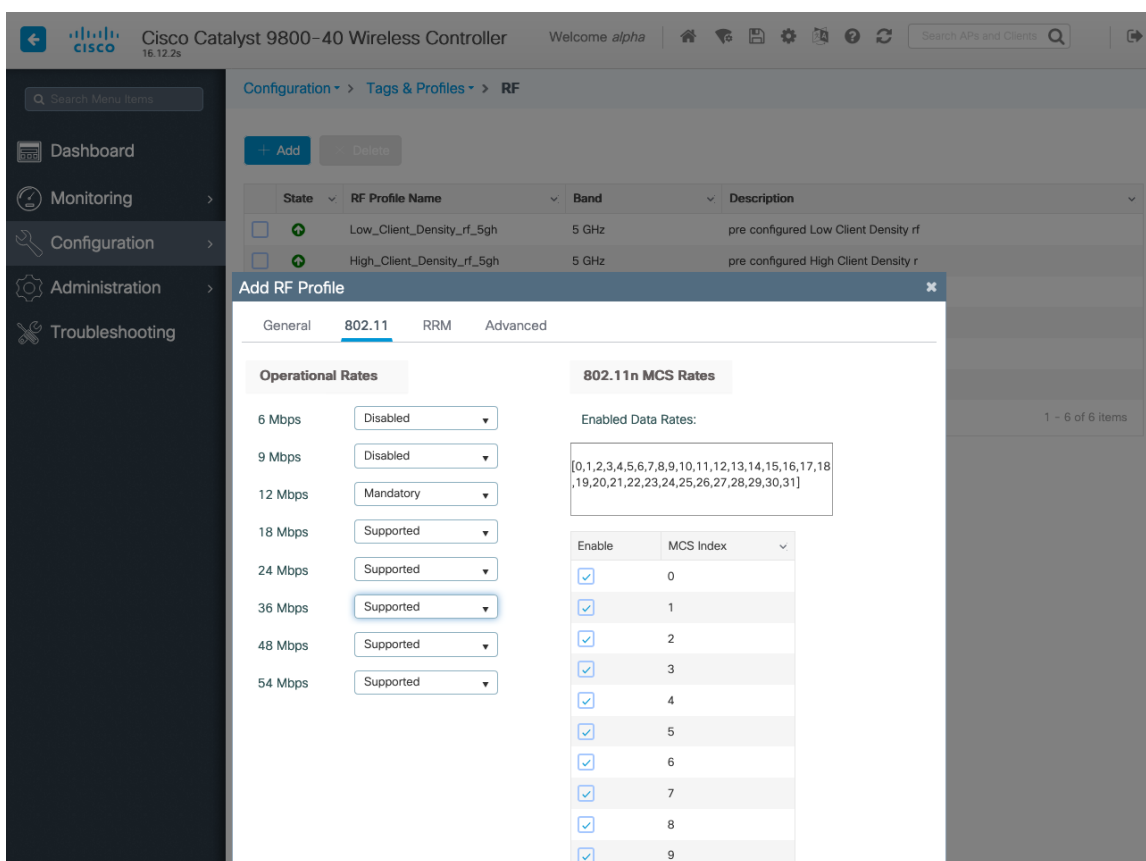 CISCO
Cisco Catalyst 9800-40 Wireless Controller
16.12.2s
Welcome alpha
Search APs and Clients
Search Menu Items
Dashboard
Monitoring
Configuration
Administration
Troubleshooting
Configuration > Tags & Profiles > RF
+ Add
× Delete
State RF Profile Name Band Description
Low_Client_Density_rf_5gh 5 GHz pre configured Low Client Density rf
High_Client_Density_rf_5gh 5 GHz pre configured High Client Density r
1 - 6 of 6 items
Add RF Profile
General 802.11 RRM Advanced
Operational Rates
6 Mbps Disabled
9 Mbps Disabled
12 Mbps Mandatory
18 Mbps Supported
24 Mbps Supported
36 Mbps Supported
48 Mbps Supported
54 Mbps Supported
802.11n MCS Rates
Enabled Data Rates:
[0,1,2,3,4,5,6,7,8,9,10,11,12,13,14,15,16,17,18
,19,20,21,22,23,24,25,26,27,28,29,30,31]
Enable MCS Index
0
1
2
3
4
5
6
7
8
9